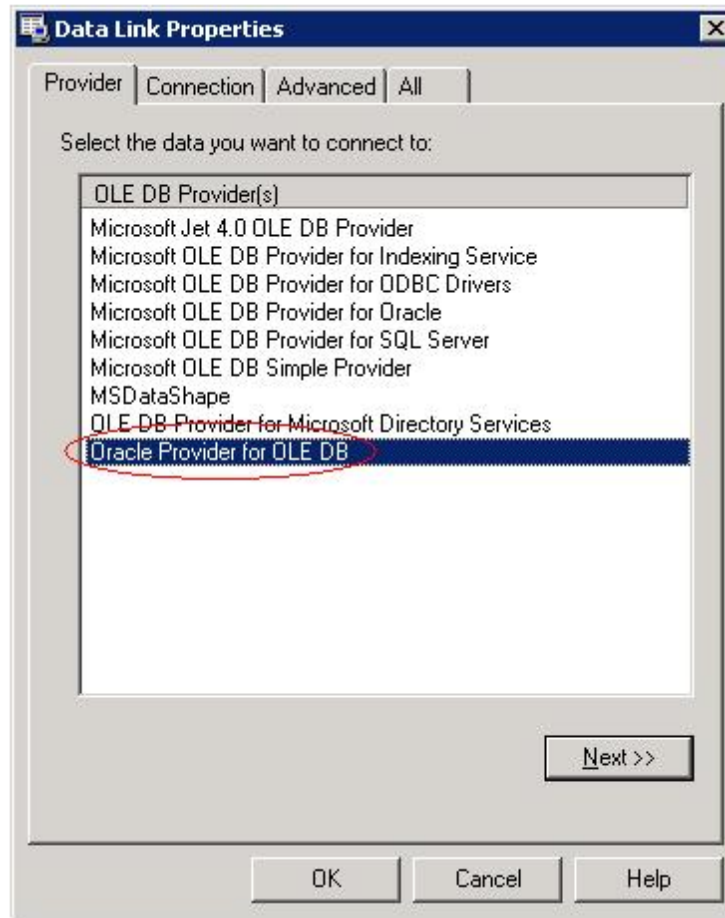 Data Link Properties
Provider Connection Advanced All
Select the data you want to connect to:
OLE DB Provider(s)
Microsoft Jet 4.0 OLE DB Provider
Microsoft OLE DB Provider for Indexing Service
Microsoft OLE DB Provider for ODBC Drivers
Microsoft OLE DB Provider for Oracle
Microsoft OLE DB Provider for SQL Server
Microsoft OLE DB Simple Provider
MSDataShape
OLE DB Provider for Microsoft Directory Services
Oracle Provider for OLE DB
Next >>
OK Cancel Help